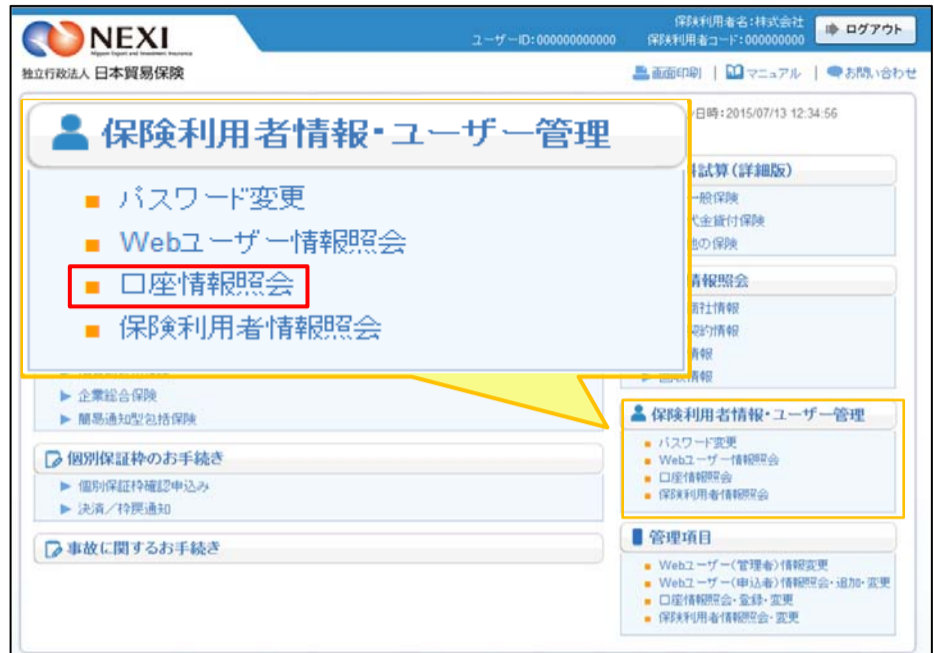 NEXI
Nippon Export and Investment Insurance
独立行政法人 日本貿易保険
ユーザーID:000000000000
保険利用者名:株式会社
保険利用者コード:000000000
ログアウト
画面印刷 | マニュアル | お問い合わせ
日時:2015/07/13 12:34:56
保険利用者情報・ユーザー管理
パスワード変更
Webユーザー情報照会
口座情報照会
保険利用者情報照会
試算(詳細版)
一般保険
代金貸付保険
他の保険
情報照会
商社情報
契約情報
情報
情報
企業総合保険
簡易通知型包括保険
個別保証枠のお手続き
個別保証枠確認申込み
決済/枠戻通知
事故に関するお手続き
保険利用者情報・ユーザー管理
パスワード変更
Webユーザー情報照会
口座情報照会
保険利用者情報照会
管理項目
Webユーザー(管理者)情報変更
Webユーザー(申込者)情報照会・追加・変更
口座情報照会・登録・変更
保険利用者情報照会・変更